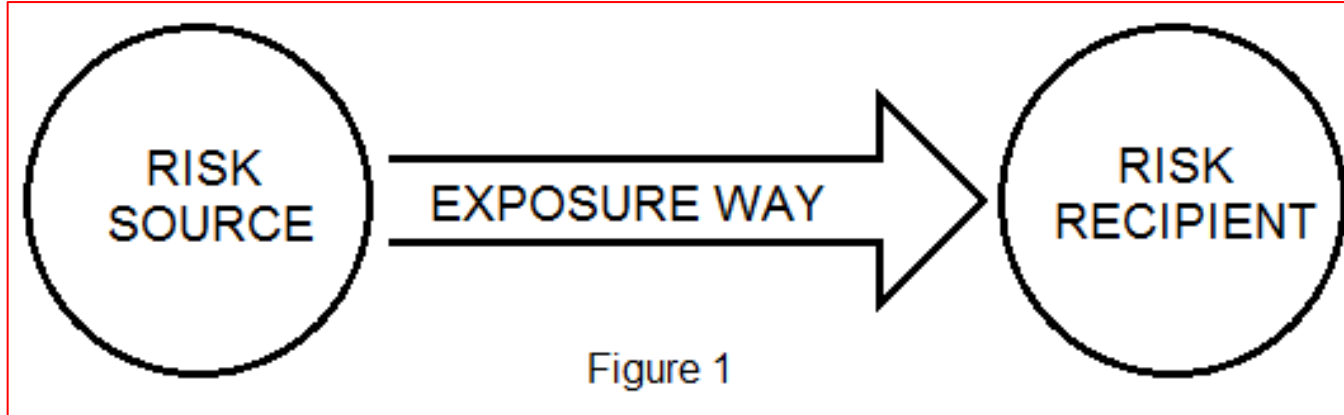 RISK
SOURCE
EXPOSURE WAY
RISK
RECIPIENT
Figure 1